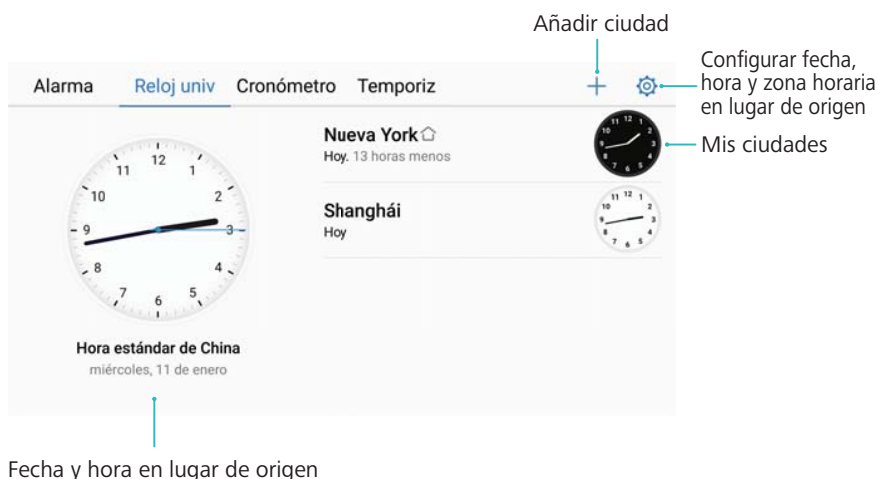 Añadir ciudad
Configurar fecha,
hora y zona horaria
en lugar de origen
Alarma Reloj univ Cronómetro Temporiz
Mis ciudades
Nueva York
Hoy. 13 horas menos
Shanghái
Hoy
11 12 1
10 2
9 3
8 4
7 6 5
Hora estándar de China
miércoles, 11 de enero
Fecha y hora en lugar de origen